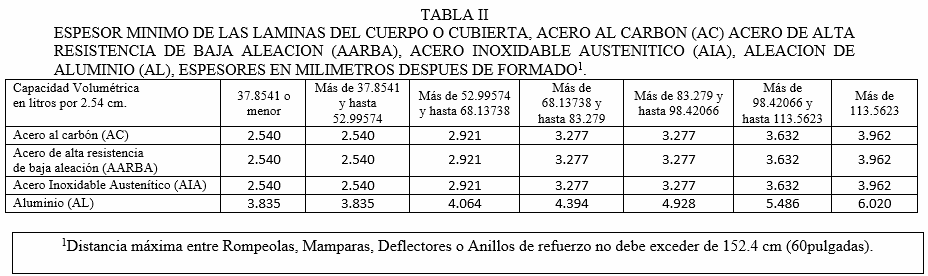 TABLA II
ESPESOR MINIMO DE LAS LAMINAS DEL CUERPO O CUBIERTA, ACERO AL CARBON (AC) ACERO DE ALTA
RESISTENCIA DE BAJA ALEACION (AARBA), ACERO INOXIDABLE AUSTENITICO (AIA), ALEACION DE
ALUMINIO (AL), ESPESORES EN MILIMETROS DESPUES DE FORMADO¹.
Capacidad Volumétrica
en litros por 2.54 cm.
37.8541 o
menor
Más de 37.8541
y hasta
52.99574
Más de 52.99574
y hasta 68.13738
Más de
68.13738 y
hasta 83.279
Más de 83.279 y
hasta 98.42066
Más de
98.42066 y
hasta 113.5623
Más de
113.5623
Acero al carbón (AC) 2.540 2.540 2.921 3.277 3.277 3.632 3.962
Acero de alta resistencia
de baja aleación (AARBA) 2.540 2.540 2.921 3.277 3.277 3.632 3.962
Acero Inoxidable Austenítico (AIA) 2.540 2.540 2.921 3.277 3.277 3.632 3.962
Aluminio (AL) 3.835 3.835 4.064 4.394 4.928 5.486 6.020
¹Distancia máxima entre Rompeolas, Mamparas, Deflectores o Anillos de refuerzo no debe exceder de 152.4 cm (60pulgadas).